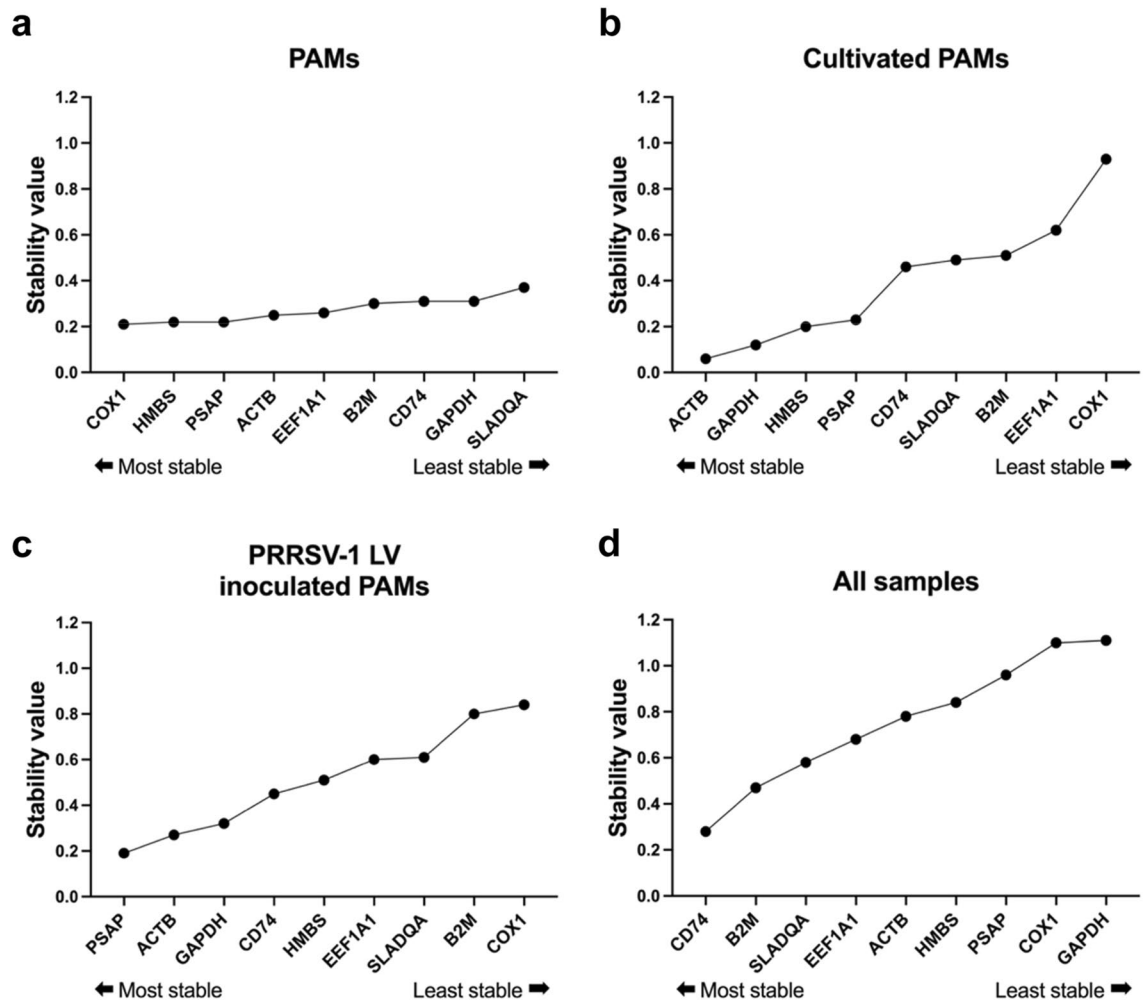 a
PAMs
Stability value
1.2
1.0
0.8
0.6
0.4
0.2
0.0
COX1
HMBS
PSAP
ACTB
EEF1A1
B2M
CD74
GAPDH
SLADQA
Most stable
Least stable
b
Cultivated PAMs
Stability value
1.2
1.0
0.8
0.6
0.4
0.2
0.0
ACTB
GAPDH
HMBS
PSAP
CD74
SLADQA
B2M
EEF1A1
COX1
Most stable
Least stable
c
PRRSV-1 LV
inoculated PAMs
Stability value
1.2
1.0
0.8
0.6
0.4
0.2
0.0
PSAP
ACTB
GAPDH
CD74
HMBS
EEF1A1
SLADQA
B2M
COX1
Most stable
Least stable
d
All samples
Stability value
1.2
1.0
0.8
0.6
0.4
0.2
0.0
CD74
B2M
SLADQA
EEF1A1
ACTB
HMBS
PSAP
COX1
GAPDH
Most stable
Least stable